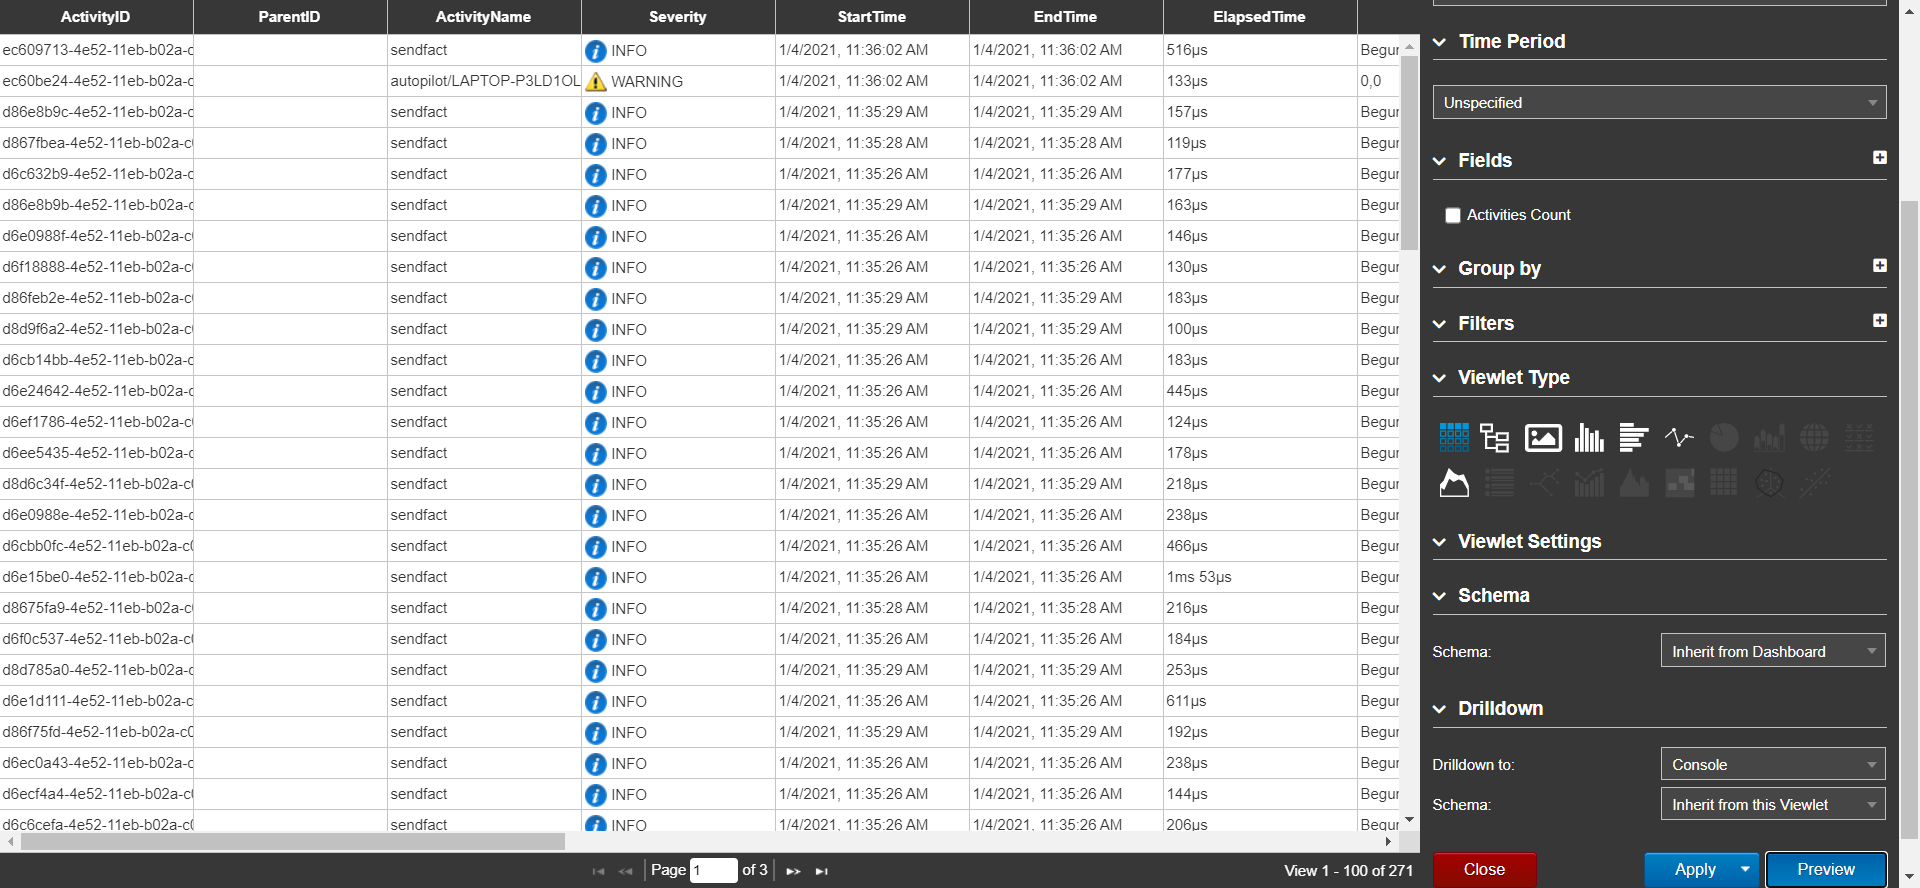 ActivityID ParentID ActivityName Severity StartTime EndTime ElapsedTime
ec609713-4e52-11eb-b02a-c sendfact INFO 1/4/2021, 11:36:02 AM 1/4/2021, 11:36:02 AM 516µs Begun
ec60be24-4e52-11eb-b02a-c autopilot/LAPTOP-P3LD1OL WARNING 1/4/2021, 11:36:02 AM 1/4/2021, 11:36:02 AM 133µs 0,0
d86e8b9c-4e52-11eb-b02a-c sendfact INFO 1/4/2021, 11:35:29 AM 1/4/2021, 11:35:29 AM 157µs Begun
d867fbea-4e52-11eb-b02a-c sendfact INFO 1/4/2021, 11:35:28 AM 1/4/2021, 11:35:28 AM 119µs Begun
d6c632b9-4e52-11eb-b02a-c sendfact INFO 1/4/2021, 11:35:26 AM 1/4/2021, 11:35:26 AM 177µs Begun
d86e8b9b-4e52-11eb-b02a-c sendfact INFO 1/4/2021, 11:35:29 AM 1/4/2021, 11:35:29 AM 163µs Begun
d6e0988f-4e52-11eb-b02a-c sendfact INFO 1/4/2021, 11:35:26 AM 1/4/2021, 11:35:26 AM 146µs Begun
d6f18888-4e52-11eb-b02a-c sendfact INFO 1/4/2021, 11:35:26 AM 1/4/2021, 11:35:26 AM 130µs Begun
d86feb2e-4e52-11eb-b02a-c sendfact INFO 1/4/2021, 11:35:29 AM 1/4/2021, 11:35:29 AM 183µs Begun
d8d9f6a2-4e52-11eb-b02a-c sendfact INFO 1/4/2021, 11:35:29 AM 1/4/2021, 11:35:29 AM 100µs Begun
d6cb14bb-4e52-11eb-b02a-c sendfact INFO 1/4/2021, 11:35:26 AM 1/4/2021, 11:35:26 AM 183µs Begun
d6e24642-4e52-11eb-b02a-c sendfact INFO 1/4/2021, 11:35:26 AM 1/4/2021, 11:35:26 AM 445µs Begun
d6ef1786-4e52-11eb-b02a-c sendfact INFO 1/4/2021, 11:35:26 AM 1/4/2021, 11:35:26 AM 124µs Begun
d6ee5435-4e52-11eb-b02a-c sendfact INFO 1/4/2021, 11:35:26 AM 1/4/2021, 11:35:26 AM 178µs Begun
d8d6c34f-4e52-11eb-b02a-c sendfact INFO 1/4/2021, 11:35:29 AM 1/4/2021, 11:35:29 AM 218µs Begun
d6e0988e-4e52-11eb-b02a-c sendfact INFO 1/4/2021, 11:35:26 AM 1/4/2021, 11:35:26 AM 238µs Begun
d6cbb0fc-4e52-11eb-b02a-c0 sendfact INFO 1/4/2021, 11:35:26 AM 1/4/2021, 11:35:26 AM 466µs Begun
d6e15be0-4e52-11eb-b02a-c sendfact INFO 1/4/2021, 11:35:26 AM 1/4/2021, 11:35:26 AM 1ms 53µs Begun
d8675fa9-4e52-11eb-b02a-c sendfact INFO 1/4/2021, 11:35:28 AM 1/4/2021, 11:35:28 AM 216µs Begun
d6f0c537-4e52-11eb-b02a-c0 sendfact INFO 1/4/2021, 11:35:26 AM 1/4/2021, 11:35:26 AM 184µs Begun
d8d785a0-4e52-11eb-b02a-c sendfact INFO 1/4/2021, 11:35:29 AM 1/4/2021, 11:35:29 AM 253µs Begun
d6e1d111-4e52-11eb-b02a-c sendfact INFO 1/4/2021, 11:35:26 AM 1/4/2021, 11:35:26 AM 611µs Begun
d86f75fd-4e52-11eb-b02a-c0 sendfact INFO 1/4/2021, 11:35:29 AM 1/4/2021, 11:35:29 AM 192µs Begun
d6ec0a43-4e52-11eb-b02a-c sendfact INFO 1/4/2021, 11:35:26 AM 1/4/2021, 11:35:26 AM 238µs Begun
d6ecf4a4-4e52-11eb-b02a-c sendfact INFO 1/4/2021, 11:35:26 AM 1/4/2021, 11:35:26 AM 144µs Begun
d6c6cefa-4e52-11eb-b02a-c0 sendfact INFO 1/4/2021, 11:35:26 AM 1/4/2021, 11:35:26 AM 206µs Begun
Page 1 of 3 View 1 - 100 of 271
Time Period
Unspecified
Fields
Activities Count
Group by
Filters
Viewlet Type
Viewlet Settings
Schema
Schema: Inherit from Dashboard
Drilldown
Drilldown to: Console
Schema: Inherit from this Viewlet
Close Apply Preview